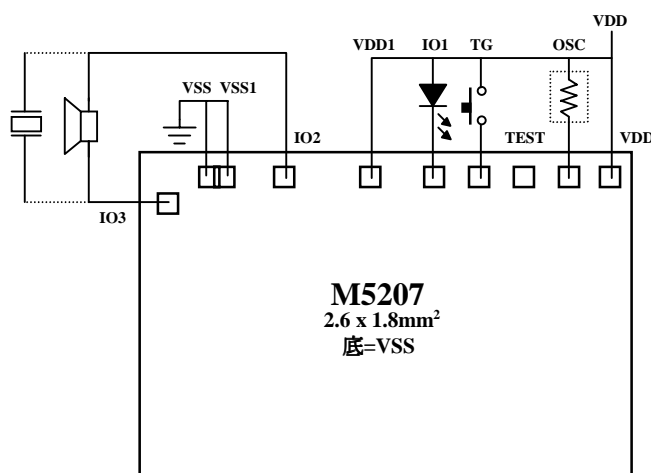 VDD
VDD1 IO1 TG OSC
VSS VSS1
IO2 TEST VDD
IO3
M5207
2.6 x 1.8mm²
底=VSS